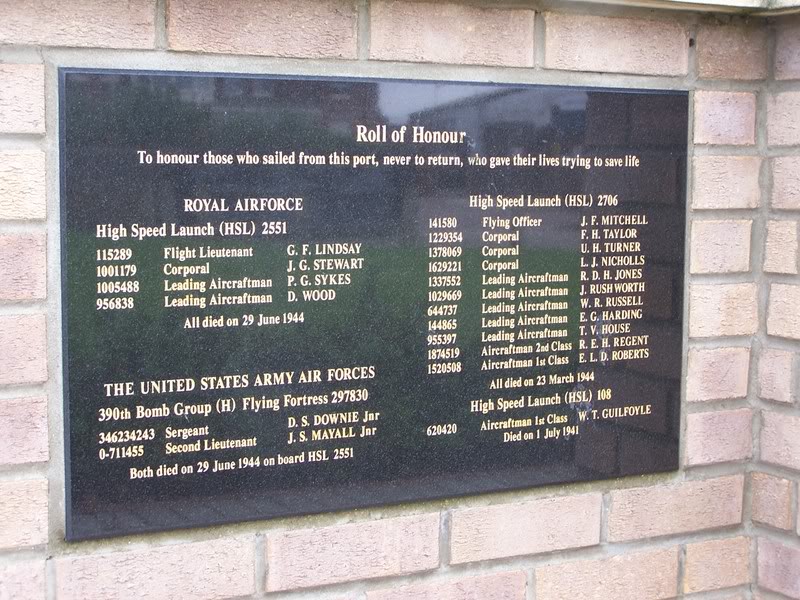 Roll of Honour
To honour those who sailed from this port, never to return, who gave their lives trying to save life
ROYAL AIRFORCE
High Speed Launch (HSL) 2551
115289 Flight Lieutenant G. F. LINDSAY
1001179 Corporal J. G. STEWART
1005488 Leading Aircraftman P. G. SYKES
956838 Leading Aircraftman D. WOOD
All died on 29 June 1944
THE UNITED STATES ARMY AIR FORCES
390th Bomb Group (H) Flying Fortress 297830
346234243 Sergeant D. S. DOWNIE Jnr
0-711455 Second Lieutenant J. S. MAYALL Jnr
Both died on 29 June 1944 on board HSL 2551
High Speed Launch (HSL) 2706
141580 Flying Officer J. F. MITCHELL
1229354 Corporal F. H. TAYLOR
1378069 Corporal U. H. TURNER
1629221 Corporal L. J. NICHOLLS
1337552 Leading Aircraftman R. D. H. JONES
1029669 Leading Aircraftman J. RUSHWORTH
644737 Leading Aircraftman W. R. RUSSELL
144865 Leading Aircraftman E. G. HARDING
955397 Leading Aircraftman T. V. HOUSE
1874519 Aircraftman 2nd Class R. E. H. REGENT
1520508 Aircraftman 1st Class E. L. D. ROBERTS
All died on 23 March 1944
High Speed Launch (HSL) 108
620420 Aircraftman 1st Class W. T. GUILFOYLE
Died on 1 July 1941